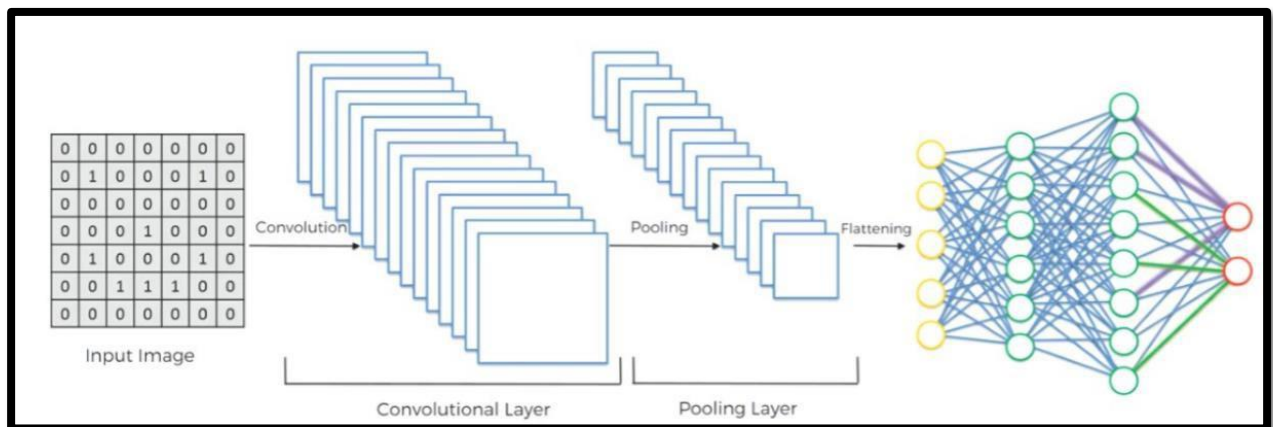 0 0 0 0 0 0 0
0 1 0 0 0 1 0
0 0 0 0 0 0 0
0 0 0 1 0 0 0
0 1 0 0 0 1 0
0 0 1 1 1 0 0
0 0 0 0 0 0 0
Input Image
Convolution
Convolutional Layer
Pooling
Pooling Layer
Flattening